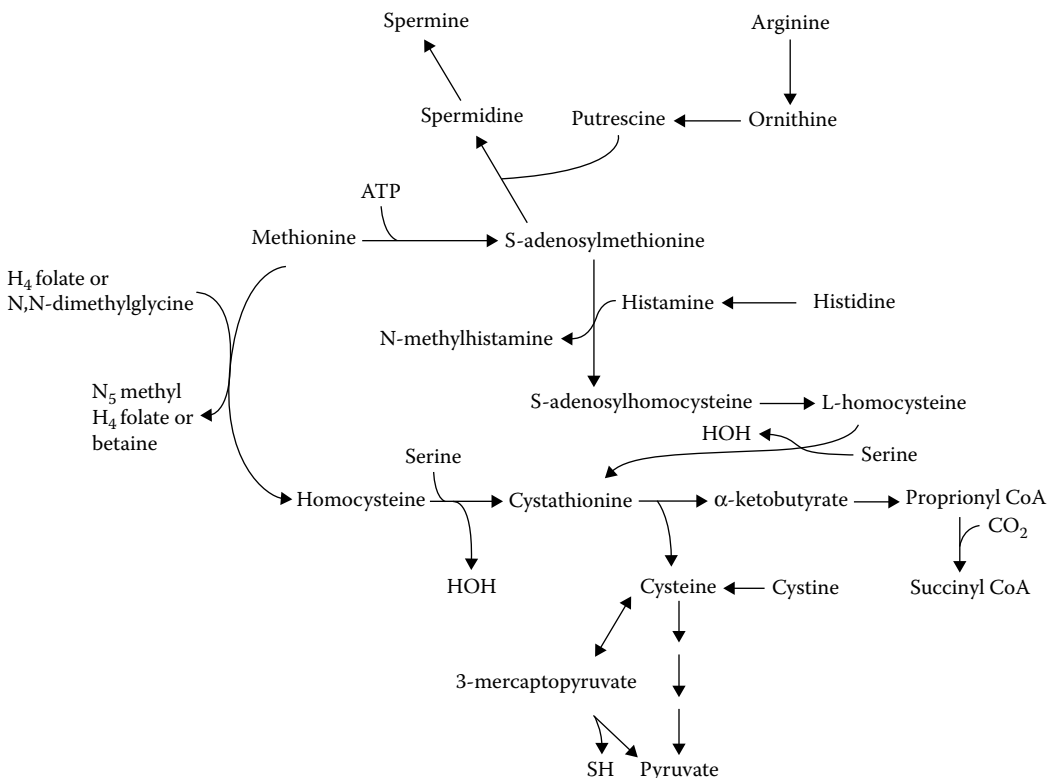 Spermine
Arginine
Spermidine
Putrescine
Ornithine
ATP
Methionine
S-adenosylmethionine
H₄ folate or
N,N-dimethylglycine
Histamine
Histidine
N-methylhistamine
N₅ methyl
H₄ folate or
betaine
S-adenosylhomocysteine
L-homocysteine
HOH
Serine
Serine
Homocysteine
Cystathionine
α-ketobutyrate
Proprionyl CoA
CO₂
HOH
Cysteine
Cystine
Succinyl CoA
3-mercaptopyruvate
SH
Pyruvate